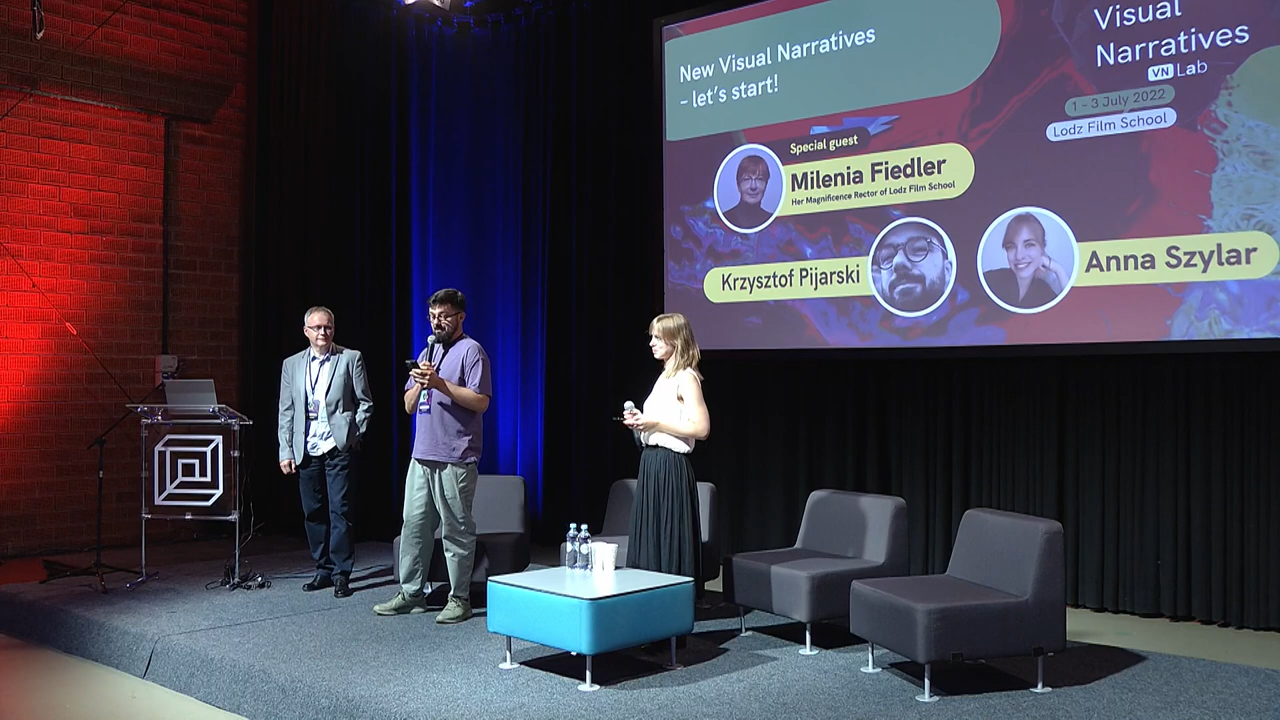 New Visual Narratives
– let's start!
Visual
Narratives
VN Lab
1 - 3 July 2022
Lodz Film School
Special guest
Milenia Fiedler
Her Magnificence Rector of Lodz Film School
Krzysztof Pijarski
Anna Szylar